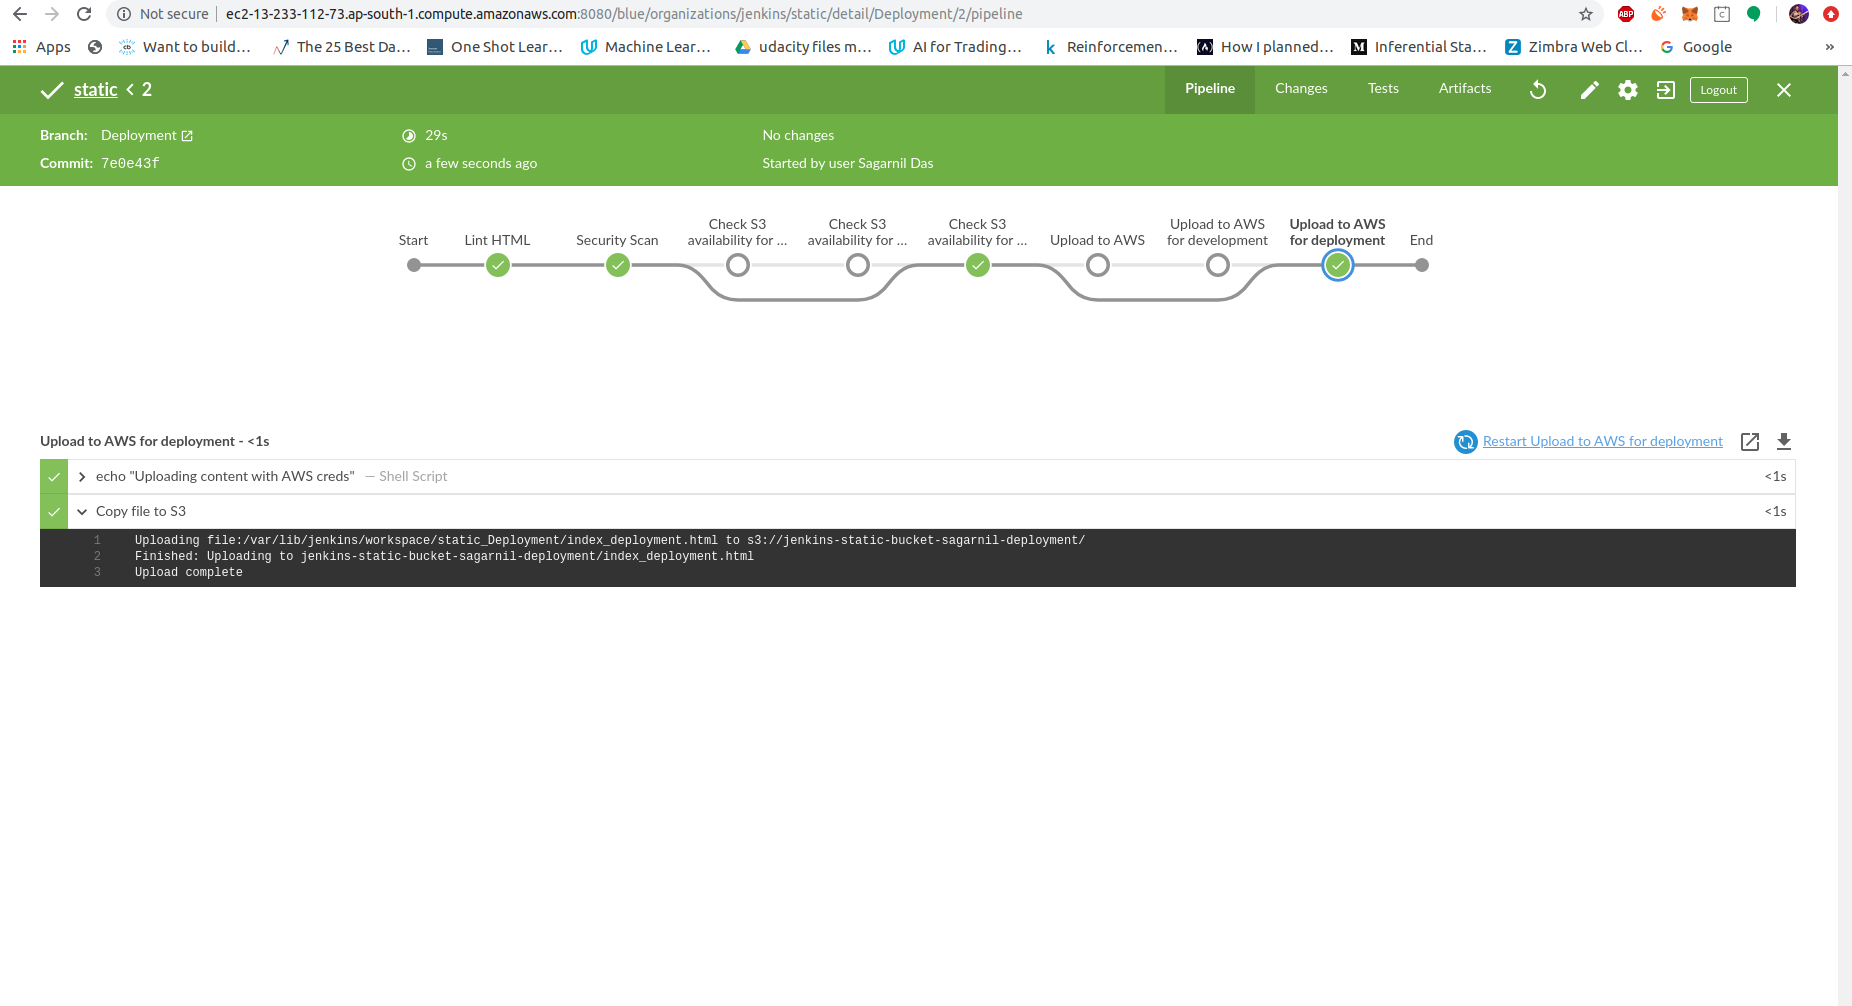 Not secure | ec2-13-233-112-73.ap-south-1.compute.amazonaws.com:8080/blue/organizations/jenkins/static/detail/Deployment/2/pipeline
ABP
Apps
Want to build...
The 25 Best Da...
One Shot Lear...
Machine Lear...
udacity files m...
AI for Trading...
Reinforcemen...
How I planned...
Inferential Sta...
Zimbra Web Cl...
Google
»
static < 2
Pipeline
Changes
Tests
Artifacts
Logout
Branch: Deployment
29s
No changes
Commit: 7e0e43f
a few seconds ago
Started by user Sagarnil Das
Start
Lint HTML
Security Scan
Check S3
availability for ...
Check S3
availability for ...
Check S3
availability for ...
Upload to AWS
Upload to AWS
for development
Upload to AWS
for deployment
End
Upload to AWS for deployment - <1s
Restart Upload to AWS for deployment
echo "Uploading content with AWS creds" — Shell Script
<1s
Copy file to S3
<1s
1 Uploading file:/var/lib/jenkins/workspace/static_Deployment/index_deployment.html to s3://jenkins-static-bucket-sagarnil-deployment/
2 Finished: Uploading to jenkins-static-bucket-sagarnil-deployment/index_deployment.html
3 Upload complete